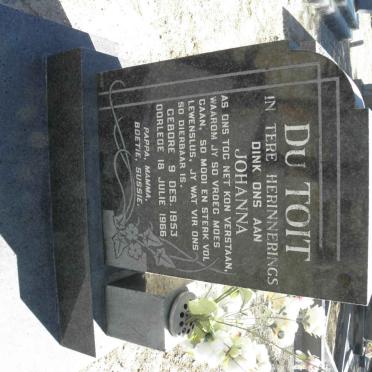 DU TOIT
IN TERE HERINNERINGS
DINK ONS AAN
JOHANNA
AS ONS TOG NET KON VERSTAAN,
WAAROM JY SO VROEG MOES
GAAN, SO MOOI EN STERK VOL
LEWENSLUS, JY WAT VIR ONS
SO DIERBAAR IS.
GEBORE 9 DES. 1953
OORLEDE 18 JULIE 1966
PAPPA, MAMMA,
BOETIE, SUSSIE.